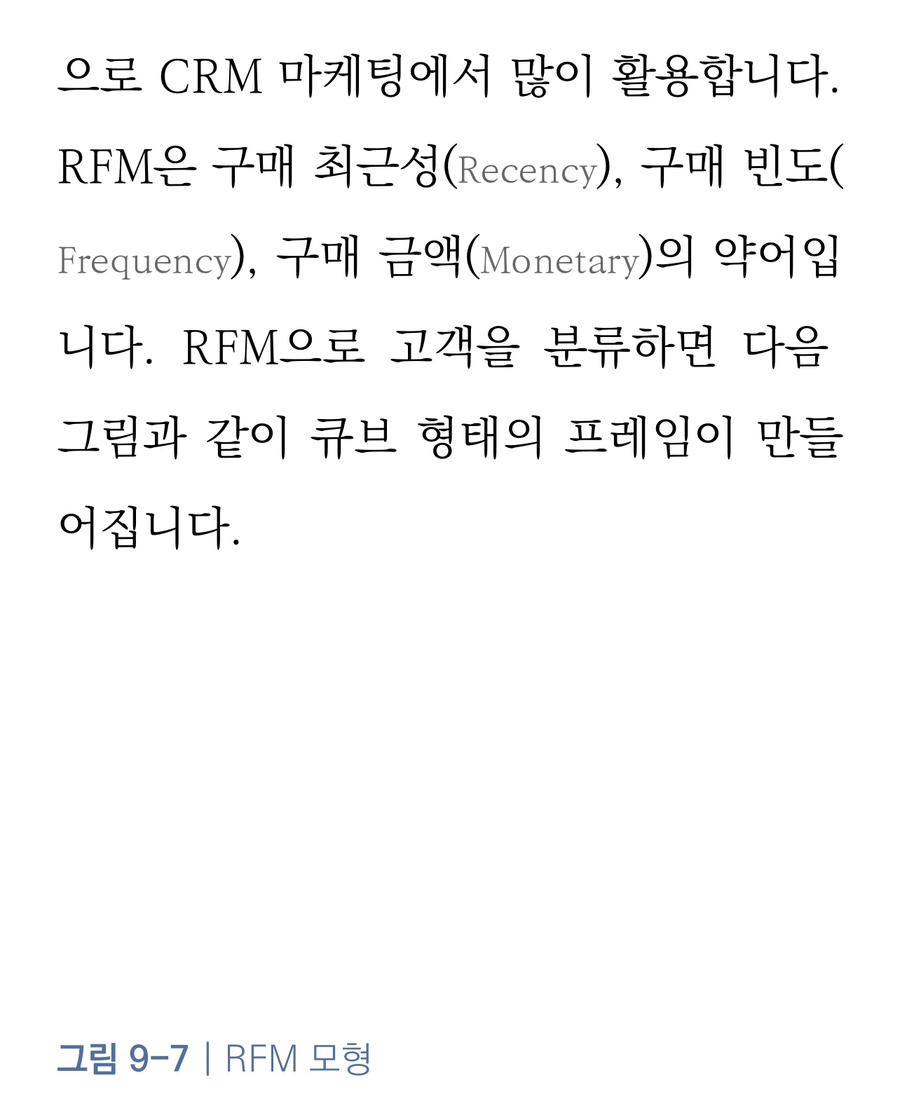 으로 CRM 마케팅에서 많이 활용합니다.
RFM은 구매 최근성(Recency), 구매 빈도(
Frequency), 구매 금액(Monetary)의 약어입
니다. RFM으로 고객을 분류하면 다음
그림과 같이 큐브 형태의 프레임이 만들
어집니다.
그림 9-7 | RFM 모형